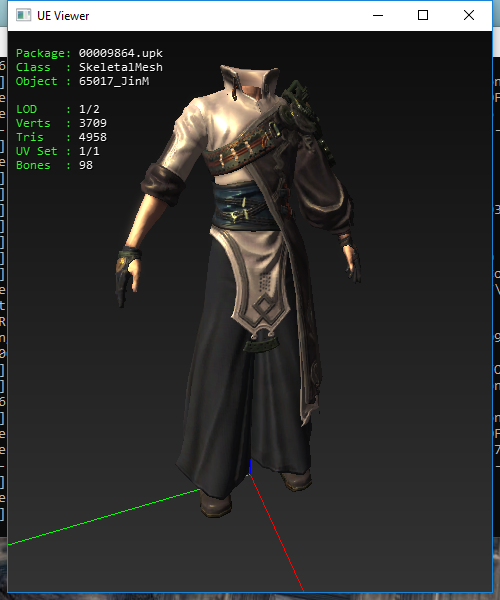 UE Viewer
Package: 00009864.upk
Class : SkeletalMesh
Object : 65017_JinM
LOD : 1/2
Verts : 3709
Tris : 4958
UV Set : 1/1
Bones : 98